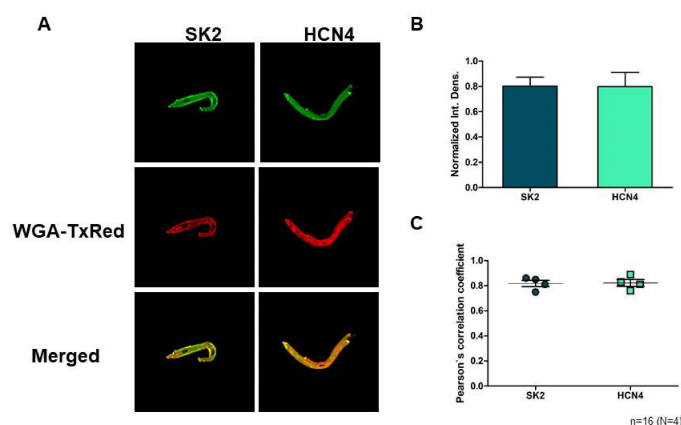 A
SK2 HCN4
WGA-TxRed
Merged
B
Normalized Int. Dens.
1.0
0.8
0.6
0.4
0.2
0.0
SK2 HCN4
C
Pearson`s correlation coefficient
1.0
0.8
0.6
0.4
0.2
0.0
SK2 HCN4
n=16 (N=4)